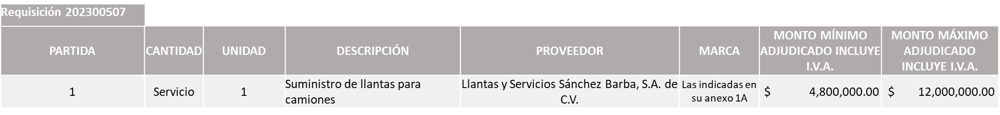 Requisición 202300507
PARTIDA
CANTIDAD
UNIDAD
DESCRIPCIÓN
PROVEEDOR
MARCA
MONTO MÍNIMO
ADJUDICADO INCLUYE
I.V.A.
MONTO MÁXIMO
ADJUDICADO
INCLUYE I.V.A.
1
Servicio
1
Suministro de llantas para
camiones
Llantas y Servicios Sánchez Barba, S.A. de
C.V.
Las indicadas en
su anexo 1A
$ 4,800,000.00
$ 12,000,000.00